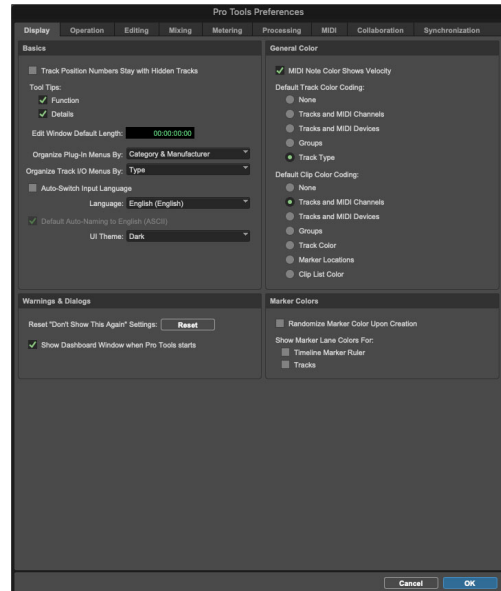 Pro Tools Preferences
Display Operation Editing Mixing Metering Processing MIDI Collaboration Synchronization
Basics
Track Position Numbers Stay with Hidden Tracks
Tool Tips:
Function
Details
Edit Window Default Length: 00:00:00:00
Organize Plug-In Menus By: Category & Manufacturer
Organize Track I/O Menus By: Type
Auto-Switch Input Language
Language: English (English)
Default Auto-Naming to English (ASCII)
UI Theme: Dark
General Color
MIDI Note Color Shows Velocity
Default Track Color Coding:
None
Tracks and MIDI Channels
Tracks and MIDI Devices
Groups
Track Type
Default Clip Color Coding:
None
Tracks and MIDI Channels
Tracks and MIDI Devices
Groups
Track Color
Marker Locations
Clip List Color
Warnings & Dialogs
Reset "Don't Show This Again" Settings: Reset
Show Dashboard Window when Pro Tools starts
Marker Colors
Randomize Marker Color Upon Creation
Show Marker Lane Colors For:
Timeline Marker Ruler
Tracks
Cancel OK